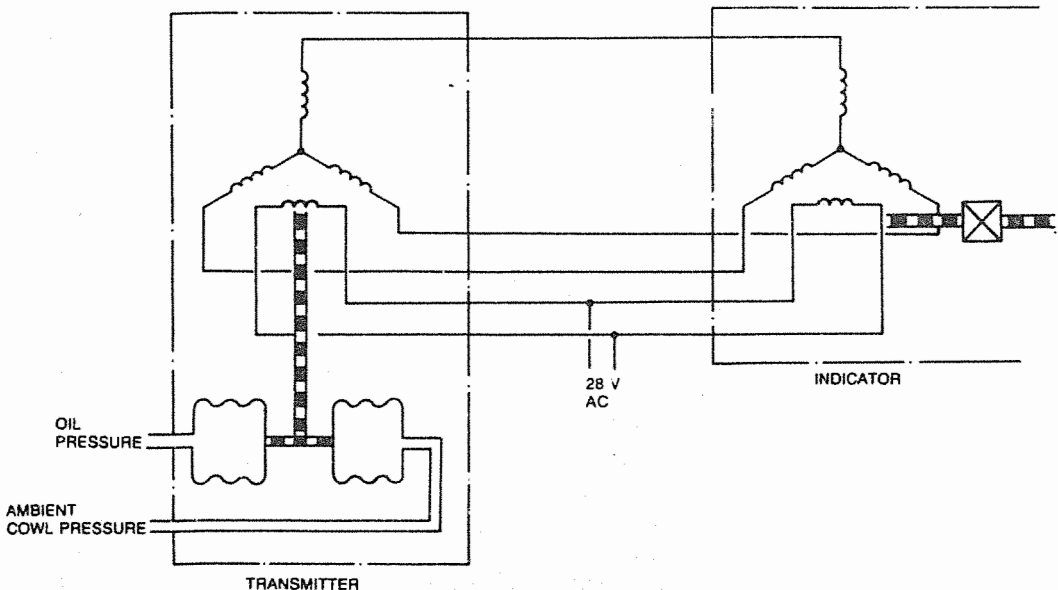 28 V
AC
INDICATOR
OIL
PRESSURE
AMBIENT
COWL PRESSURE
TRANSMITTER